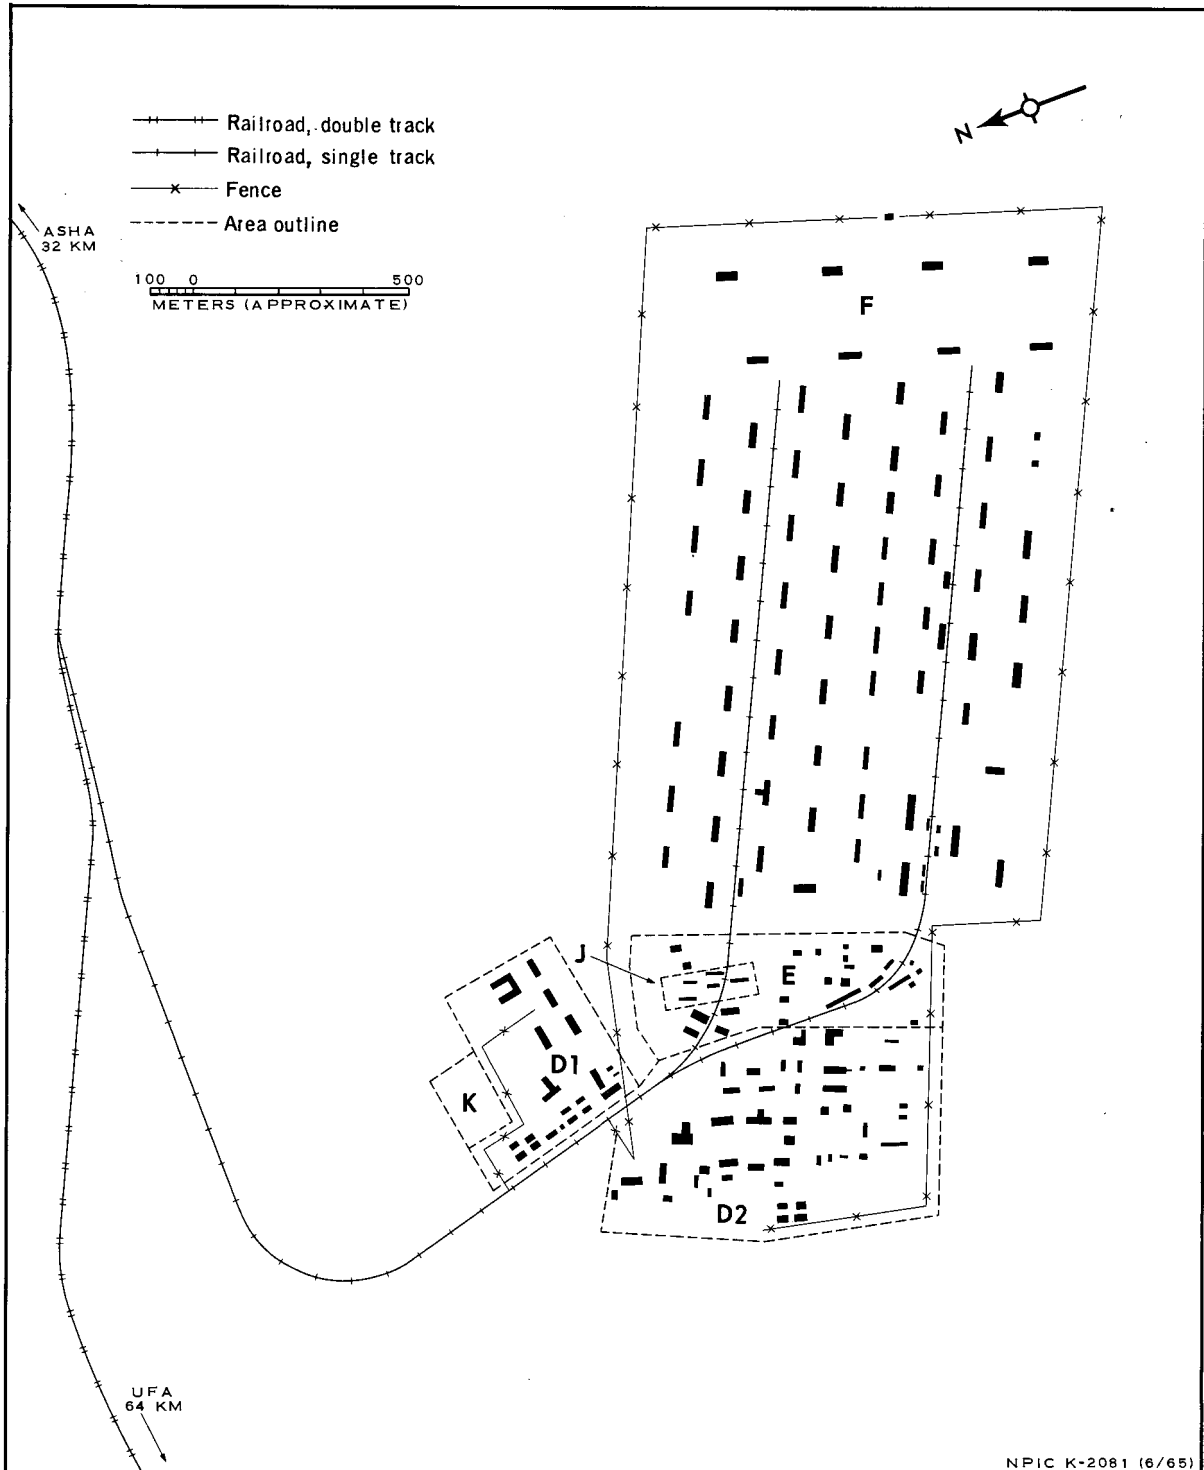 N
Railroad, double track
Railroad, single track
Fence
Area outline
ASHA
32 KM
100 0 500
METERS (APPROXIMATE)
F
J
E
D1
K
D2
UFA
64 KM
NPIC K-2081 (6/65)